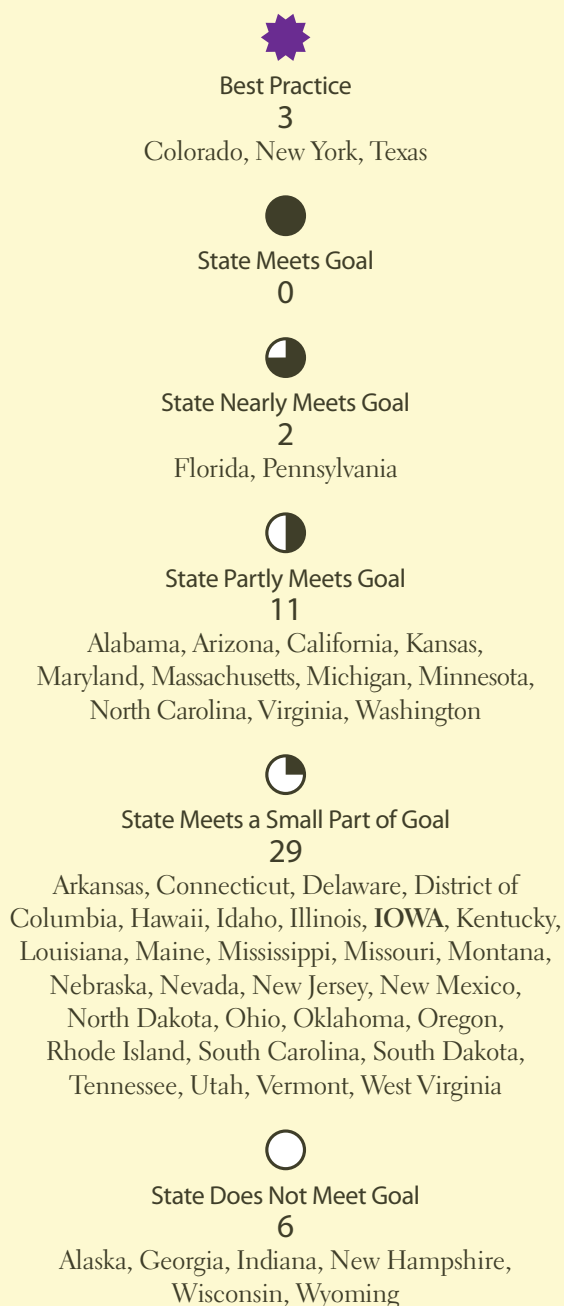 Best Practice
3
Colorado, New York, Texas
State Meets Goal
0
State Nearly Meets Goal
2
Florida, Pennsylvania
State Partly Meets Goal
11
Alabama, Arizona, California, Kansas,
Maryland, Massachusetts, Michigan, Minnesota,
North Carolina, Virginia, Washington
State Meets a Small Part of Goal
29
Arkansas, Connecticut, Delaware, District of
Columbia, Hawaii, Idaho, Illinois, IOWA, Kentucky,
Louisiana, Maine, Mississippi, Missouri, Montana,
Nebraska, Nevada, New Jersey, New Mexico,
North Dakota, Ohio, Oklahoma, Oregon,
Rhode Island, South Carolina, South Dakota,
Tennessee, Utah, Vermont, West Virginia
State Does Not Meet Goal
6
Alaska, Georgia, Indiana, New Hampshire,
Wisconsin, Wyoming